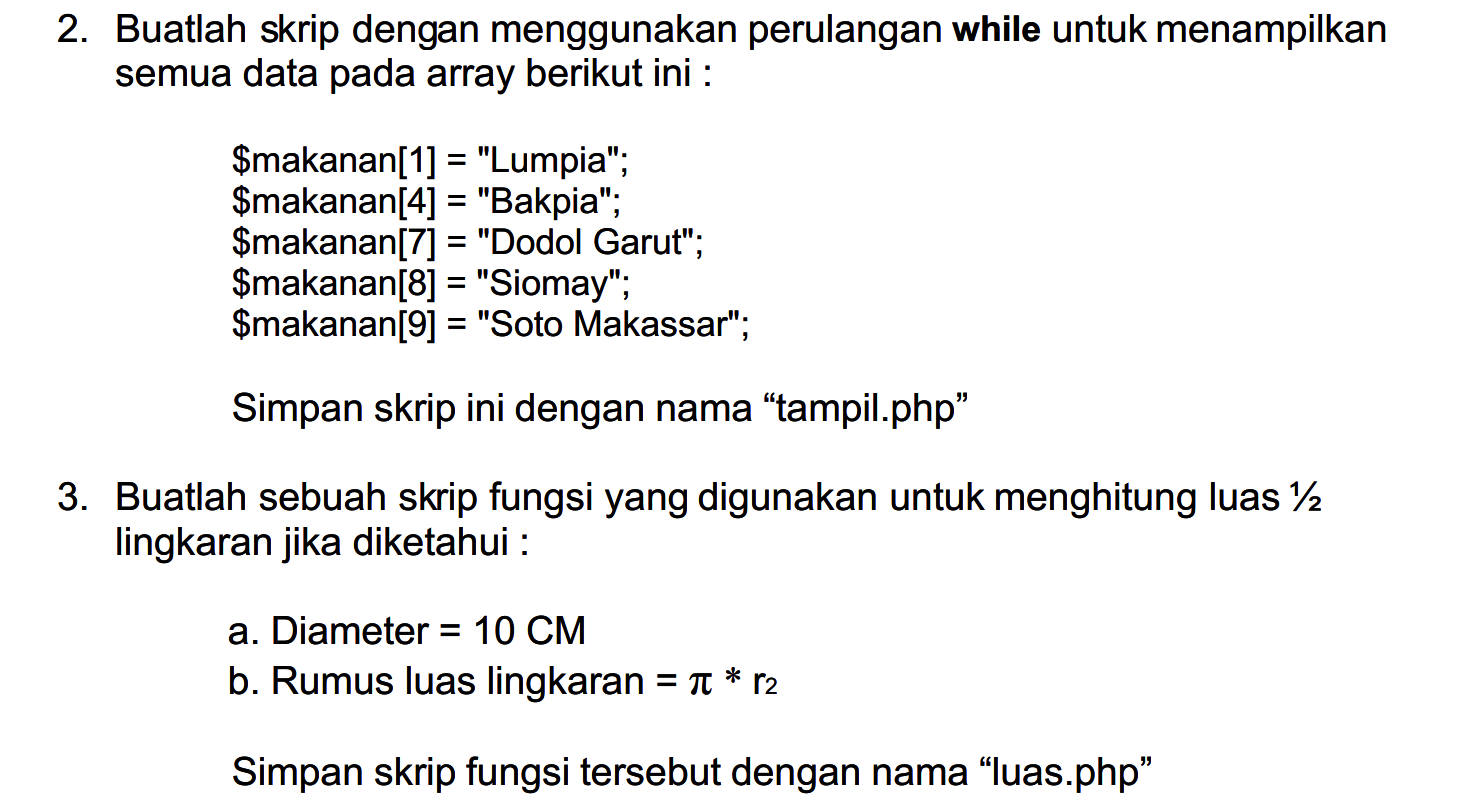 2. Buatlah skrip dengan menggunakan perulangan while untuk menampilkan
semua data pada array berikut ini :
$makanan[1] = "Lumpia";
$makanan[4] = "Bakpia";
$makanan[7] = "Dodol Garut";
$makanan[8] = "Siomay";
$makanan[9] = "Soto Makassar";
Simpan skrip ini dengan nama “tampil.php”
3. Buatlah sebuah skrip fungsi yang digunakan untuk menghitung luas ½
lingkaran jika diketahui :
a. Diameter = 10 CM
b. Rumus luas lingkaran = π * r2
Simpan skrip fungsi tersebut dengan nama “luas.php”